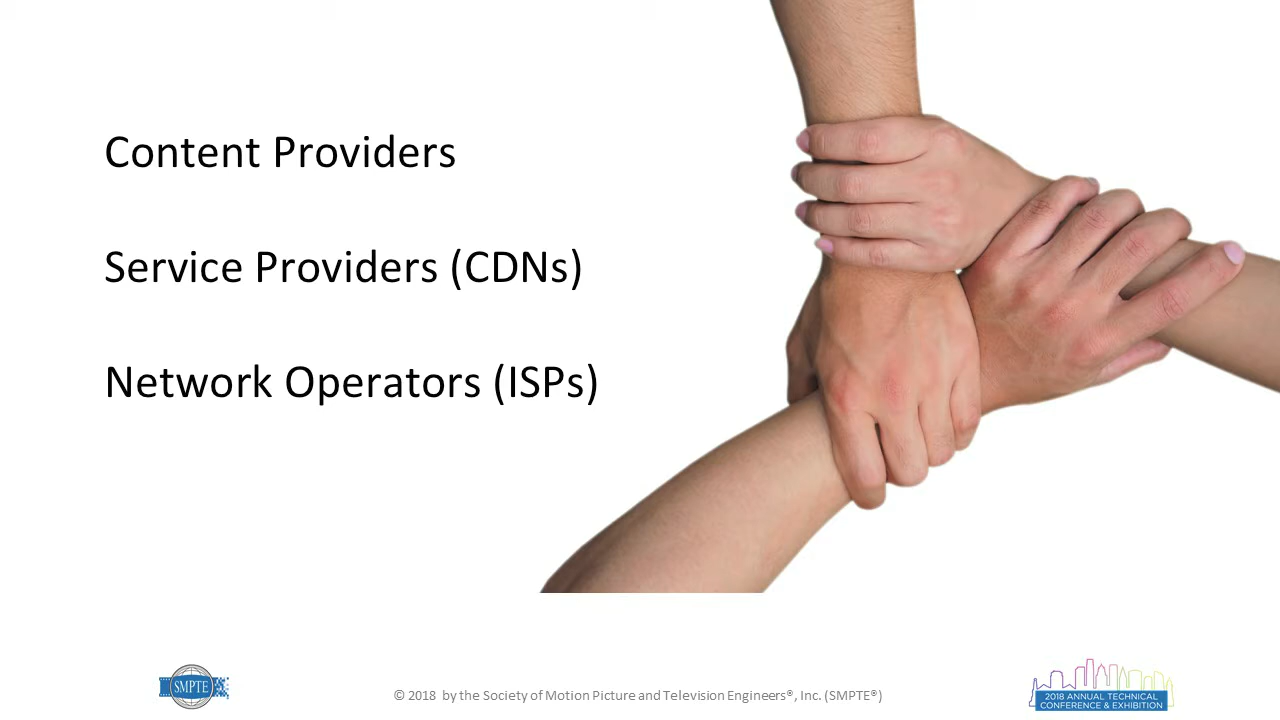 Content Providers
Service Providers (CDNs)
Network Operators (ISPs)
SMPTE
© 2018 by the Society of Motion Picture and Television Engineers®, Inc. (SMPTE®)
2018 ANNUAL TECHNICAL
CONFERENCE & EXHIBITION